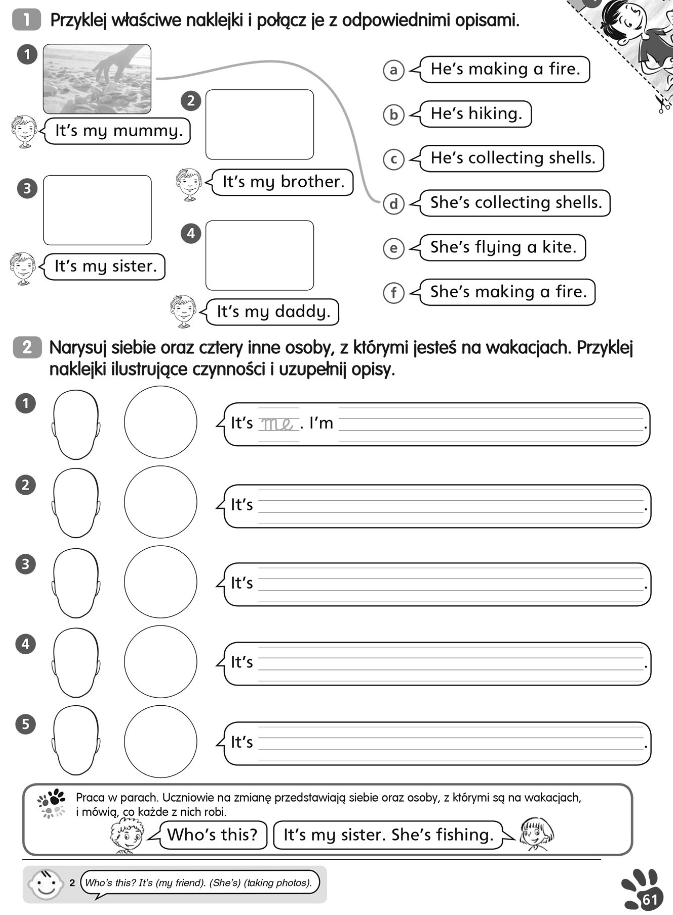 1 Przyklej właściwe naklejki i połącz je z odpowiednimi opisami.
1
It's my mummy.
2
It's my brother.
3
It's my sister.
4
It's my daddy.
a He's making a fire.
b He's hiking.
c He's collecting shells.
d She's collecting shells.
e She's flying a kite.
f She's making a fire.
2 Narysuj siebie oraz cztery inne osoby, z którymi jesteś na wakacjach. Przyklej
naklejki ilustrujące czynności i uzupełnij opisy.
1 It's me. I'm .
2 It's .
3 It's .
4 It's .
5 It's .
Praca w parach. Uczniowie na zmianę przedstawiają siebie oraz osoby, z którymi są na wakacjach,
i mówią, co każde z nich robi.
Who's this? It's my sister. She's fishing.
2 Who's this? It's (my friend). (She's) (taking photos).
61